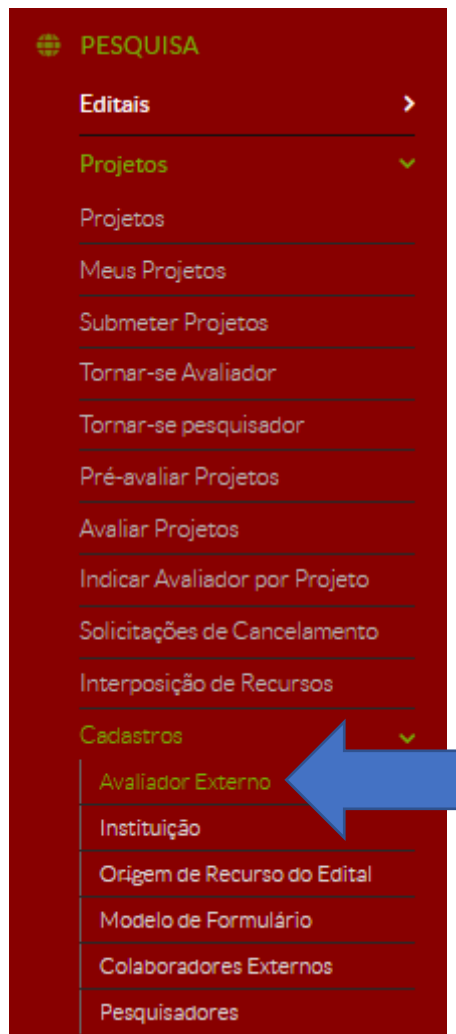 PESQUISA
Editais
Projetos
Projetos
Meus Projetos
Submeter Projetos
Tornar-se Avaliador
Tornar-se pesquisador
Pré-avaliar Projetos
Avaliar Projetos
Indicar Avaliador por Projeto
Solicitações de Cancelamento
Interposição de Recursos
Cadastros
Avaliador Externo
Instituição
Origem de Recurso do Edital
Modelo de Formulário
Colaboradores Externos
Pesquisadores